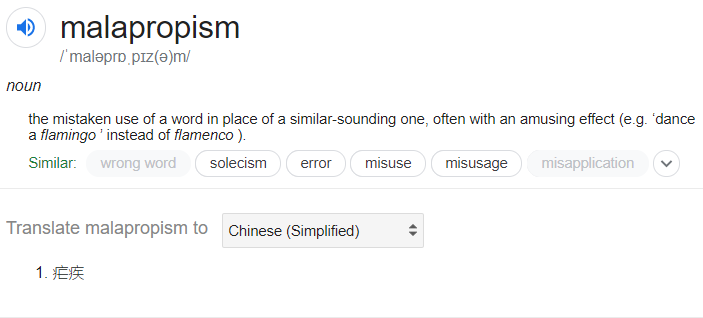 malapropism
/ˈmaləprɒˌpɪz(ə)m/
noun
the mistaken use of a word in place of a similar-sounding one, often with an amusing effect (e.g. ‘dance
a flamingo ’ instead of flamenco ).
Similar: wrong word solecism error misuse misusage misapplication
Translate malapropism to Chinese (Simplified)
1. 疟疾